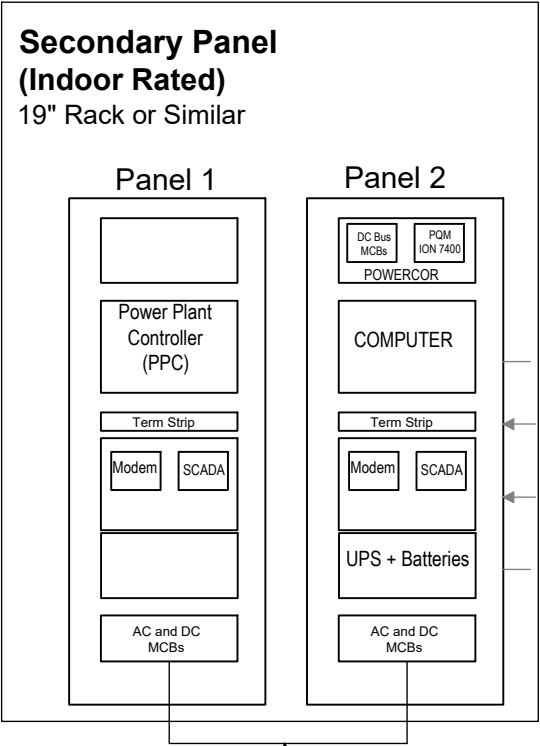 Secondary Panel
(Indoor Rated)
19" Rack or Similar
Panel 1
Power Plant
Controller
(PPC)
Term Strip
Modem
SCADA
AC and DC
MCBs
Panel 2
DC Bus
MCBs
PQM
ION 7400
POWERCOR
COMPUTER
Term Strip
Modem
SCADA
UPS + Batteries
AC and DC
MCBs